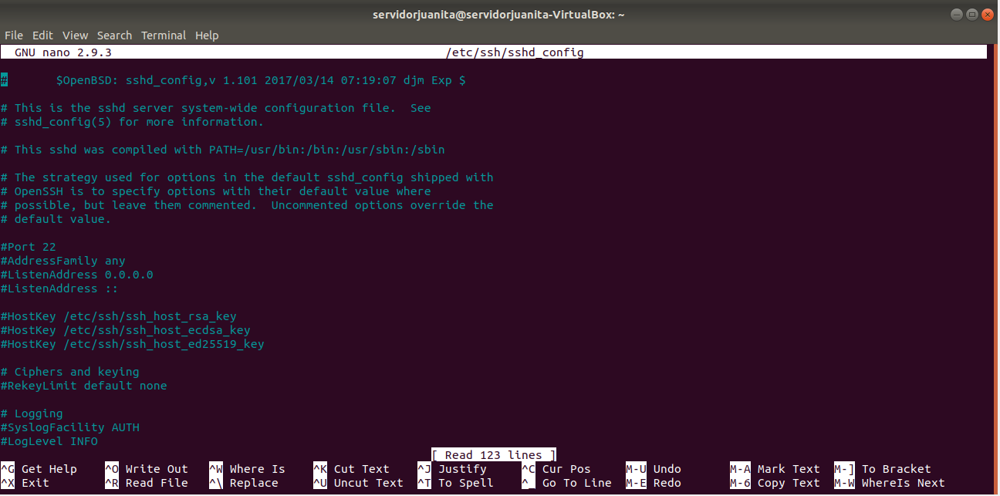 servidorjuanita@servidorjuanita-VirtualBox: ~
File Edit View Search Terminal Help
GNU nano 2.9.3 /etc/ssh/sshd_config
# $OpenBSD: sshd_config,v 1.101 2017/03/14 07:19:07 djm Exp $
# This is the sshd server system-wide configuration file.  See
# sshd_config(5) for more information.
# This sshd was compiled with PATH=/usr/bin:/bin:/usr/sbin:/sbin
# The strategy used for options in the default sshd_config shipped with
# OpenSSH is to specify options with their default value where
# possible, but leave them commented.  Uncommented options override the
# default value.
#Port 22
#AddressFamily any
#ListenAddress 0.0.0.0
#ListenAddress ::
#HostKey /etc/ssh/ssh_host_rsa_key
#HostKey /etc/ssh/ssh_host_ecdsa_key
#HostKey /etc/ssh/ssh_host_ed25519_key
# Ciphers and keying
#RekeyLimit default none
# Logging
#SyslogFacility AUTH
#LogLevel INFO
[ Read 123 lines ]
^G Get Help ^O Write Out ^W Where Is ^K Cut Text ^J Justify ^C Cur Pos M-U Undo M-A Mark Text M-] To Bracket
^X Exit ^R Read File ^\ Replace ^U Uncut Text ^T To Spell ^_ Go To Line M-E Redo M-6 Copy Text M-W WhereIs Next